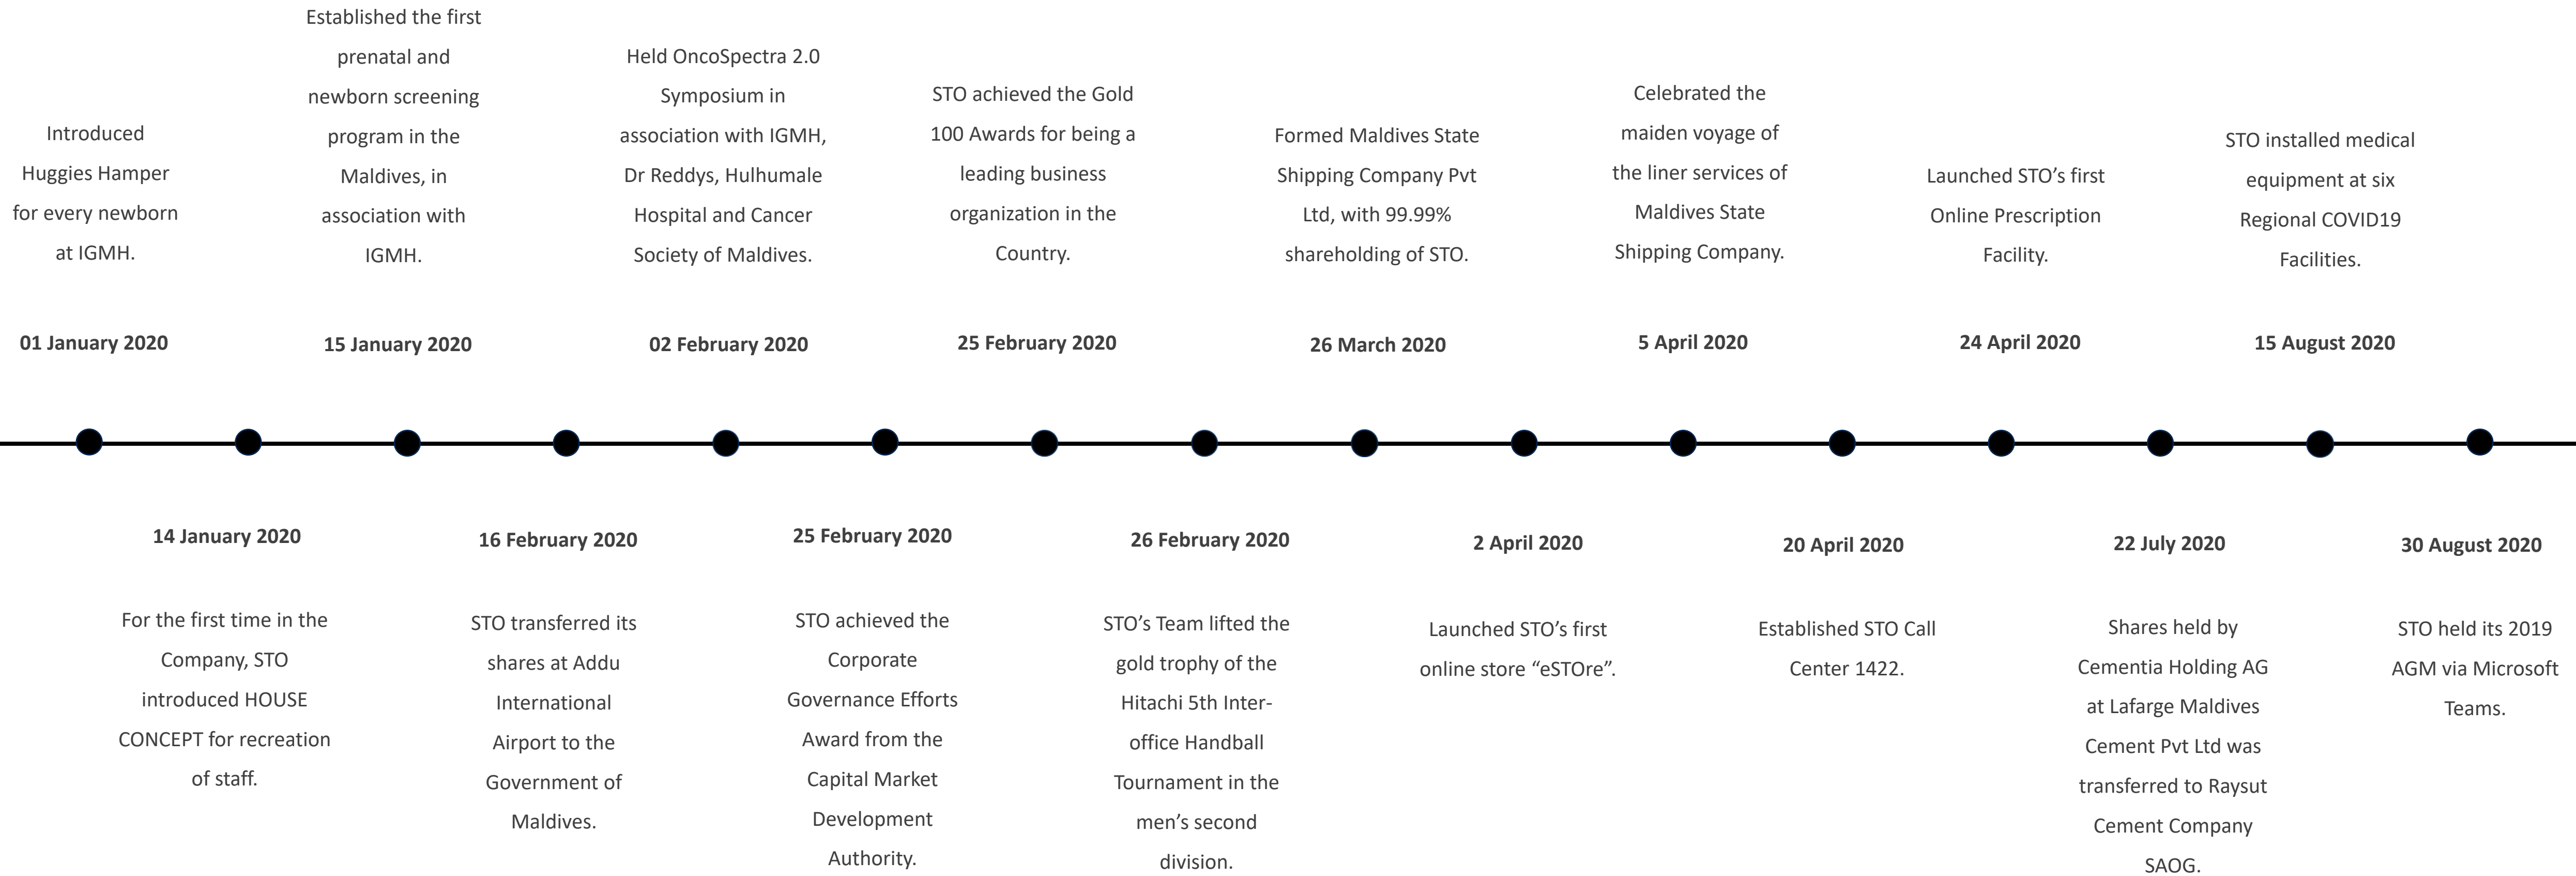 Introduced
Huggies Hamper
for every newborn
at IGMH.
01 January 2020
14 January 2020
For the first time in the
Company, STO
introduced HOUSE
CONCEPT for recreation
of staff.
Established the first
prenatal and
newborn screening
program in the
Maldives, in
association with
IGMH.
15 January 2020
16 February 2020
STO transferred its
shares at Addu
International
Airport to the
Government of
Maldives.
Held OncoSpectra 2.0
Symposium in
association with IGMH,
Dr Reddys, Hulhumale
Hospital and Cancer
Society of Maldives.
02 February 2020
25 February 2020
STO achieved the
Corporate
Governance Efforts
Award from the
Capital Market
Development
Authority.
STO achieved the Gold
100 Awards for being a
leading business
organization in the
Country.
25 February 2020
26 February 2020
STO’s Team lifted the
gold trophy of the
Hitachi 5th Inter-
office Handball
Tournament in the
men’s second
division.
Formed Maldives State
Shipping Company Pvt
Ltd, with 99.99%
shareholding of STO.
26 March 2020
2 April 2020
Launched STO’s first
online store “eSTOre”.
Celebrated the
maiden voyage of
the liner services of
Maldives State
Shipping Company.
5 April 2020
20 April 2020
Established STO Call
Center 1422.
Launched STO’s first
Online Prescription
Facility.
24 April 2020
22 July 2020
Shares held by
Cementia Holding AG
at Lafarge Maldives
Cement Pvt Ltd was
transferred to Raysut
Cement Company
SAOG.
STO installed medical
equipment at six
Regional COVID19
Facilities.
15 August 2020
30 August 2020
STO held its 2019
AGM via Microsoft
Teams.